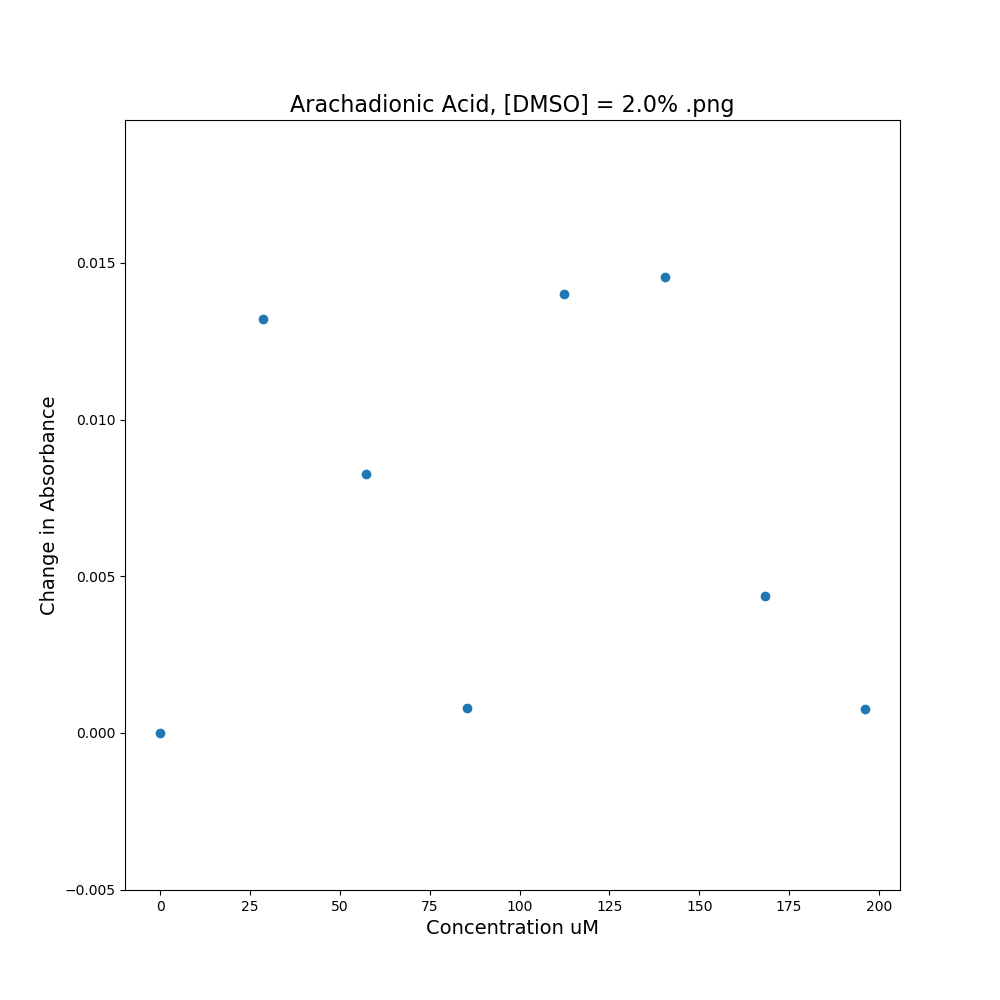 Arachadionic Acid, [DMSO] = 2.0% .png
0.015
0.010
0.005
0.000
−0.005
Change in Absorbance
0 25 50 75 100 125 150 175 200
Concentration uM